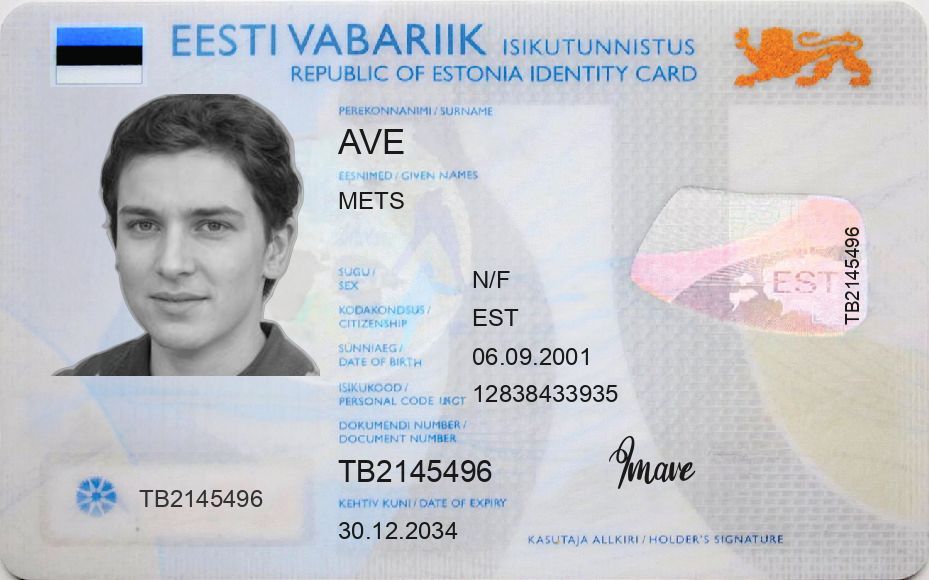 EESTI VABARIIK ISIKUTUNNISTUS
REPUBLIC OF ESTONIA IDENTITY CARD
PEREKONNANIMI / SURNAME
AVE
EESNIMED / GIVEN NAMES
METS
SUGU /
SEX
N/F
KODAKONDSUS /
CITIZENSHIP
EST
SÜNNIAEG /
DATE OF BIRTH
06.09.2001
ISIKUKOOD /
PERSONAL CODE
12838433935
DOKUMENDI NUMBER /
DOCUMENT NUMBER
TB2145496
KEHTIV KUNI / DATE OF EXPIRY
30.12.2034
EST
TB2145496
TB2145496
KASUTAJA ALLKIRI / HOLDER'S SIGNATURE